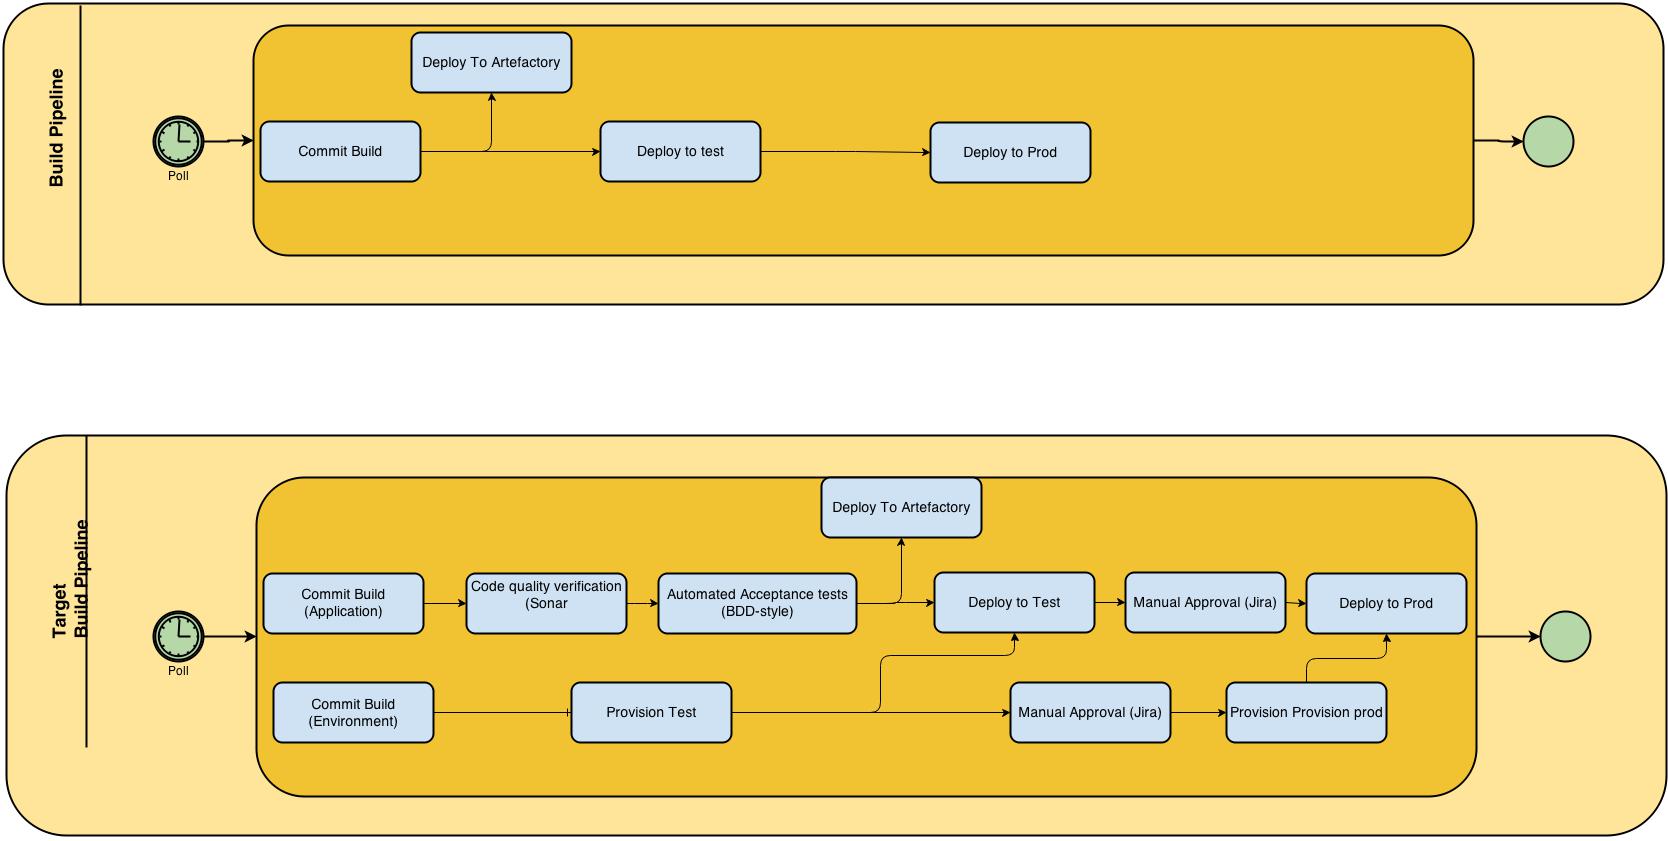 Build Pipeline
Poll
Deploy To Artefactory
Commit Build
Deploy to test
Deploy to Prod
Target
Build Pipeline
Poll
Deploy To Artefactory
Commit Build
(Application)
Code quality verification
(Sonar
Automated Acceptance tests
(BDD-style)
Deploy to Test
Manual Approval (Jira)
Deploy to Prod
Commit Build
(Environment)
Provision Test
Manual Approval (Jira)
Provision Provision prod